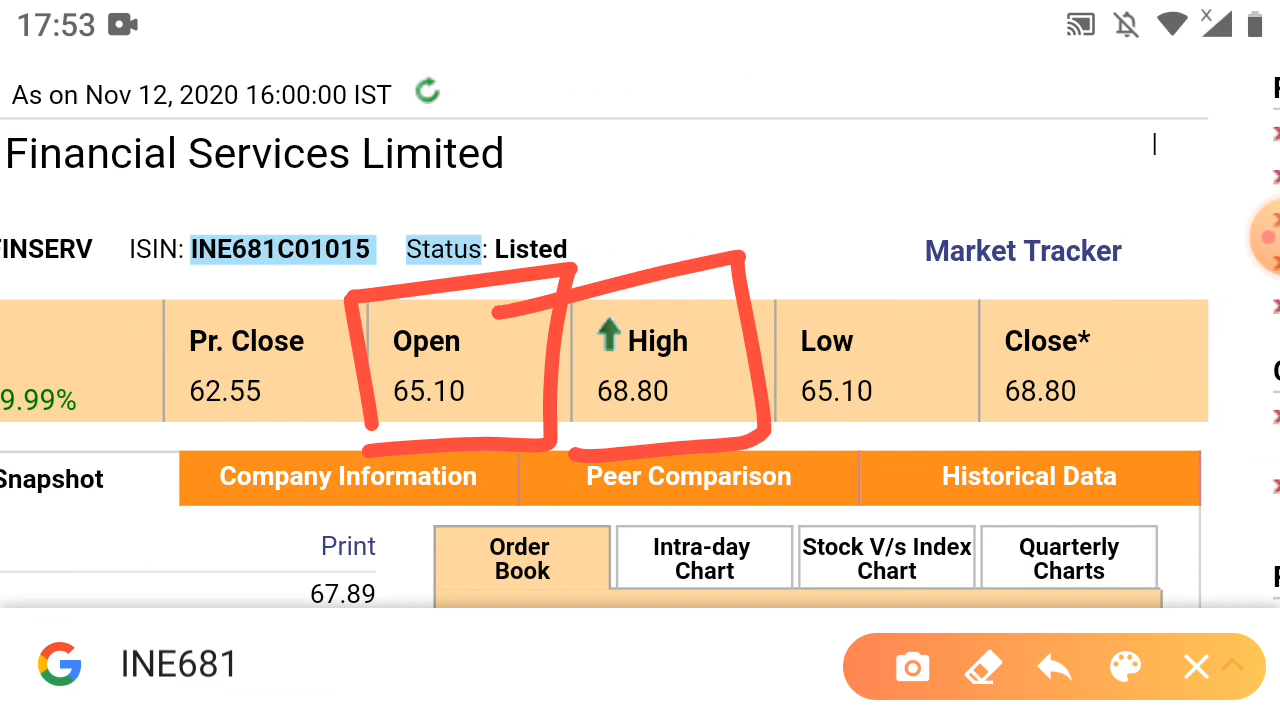 17:53
As on Nov 12, 2020 16:00:00 IST
Financial Services Limited
FINSERV ISIN: INE681C01015 Status: Listed Market Tracker
Pr. Close Open High Low Close*
9.99% 62.55 65.10 68.80 65.10 68.80
Snapshot Company Information Peer Comparison Historical Data
Print Order Book Intra-day Chart Stock V/s Index Chart Quarterly Charts
67.89
INE681